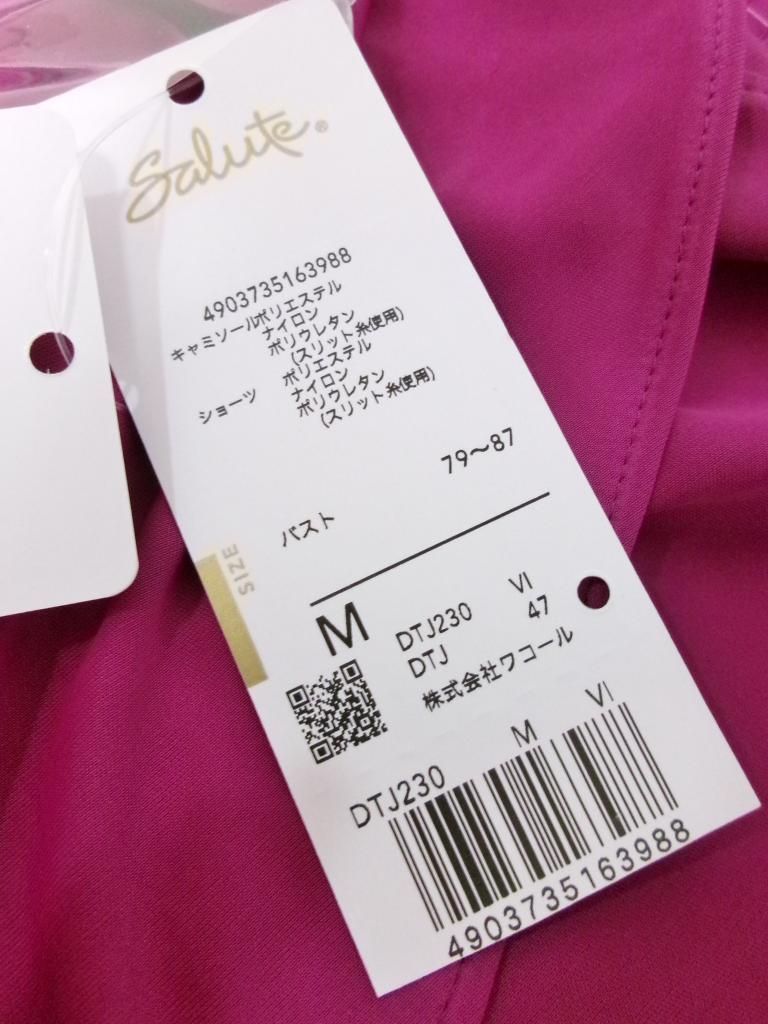 Salute®
4903735163988
キャミソール ポリエステル
ナイロン
ポリウレタン
(スリット糸使用)
ショーツ ポリエステル
ナイロン
ポリウレタン
(スリット糸使用)
バスト 79〜87
SIZE
M DTJ230 VI
DTJ 47
株式会社ワコール
DTJ230 M VI
4903735163988